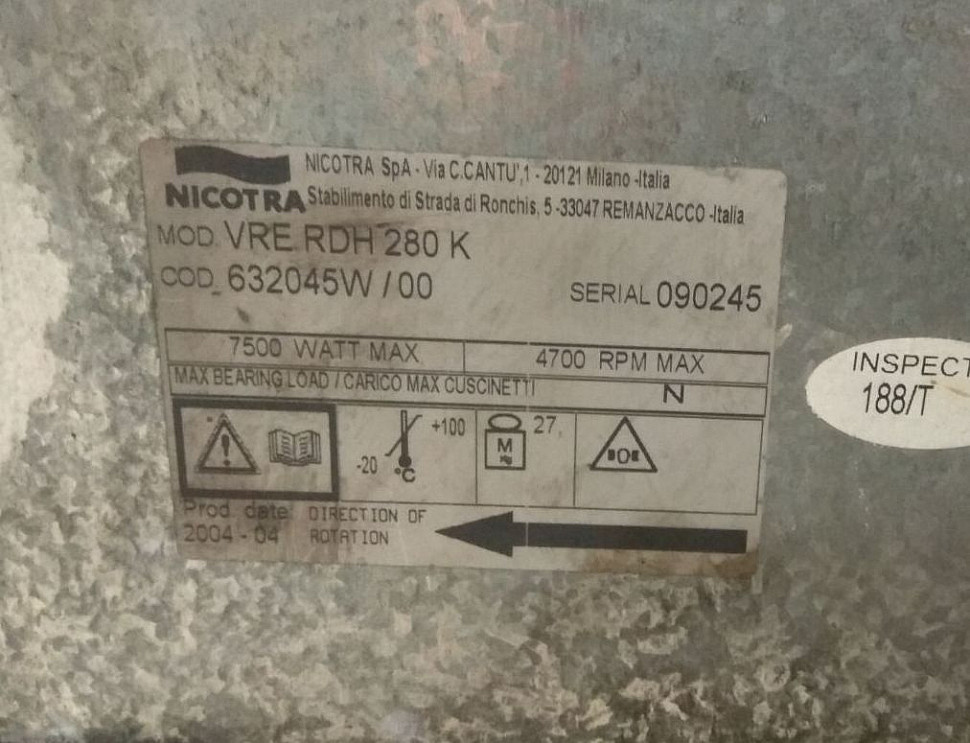 NICOTRA SpA - Via C.CANTU',1 - 20121 Milano -Italia
NICOTRA Stabilimento di Strada di Ronchis, 5 -33047 REMANZACCO -Italia
MOD. VRE RDH 280 K
COD_ 632045W / 00 SERIAL 090245
7500 WATT MAX 4700 RPM MAX
MAX BEARING LOAD / CARICO MAX CUSCINETTI N
+100
-20
°C
M
kg
27,
Prod. date DIRECTION OF
2004 - 04 ROTATION
INSPECT
188/T